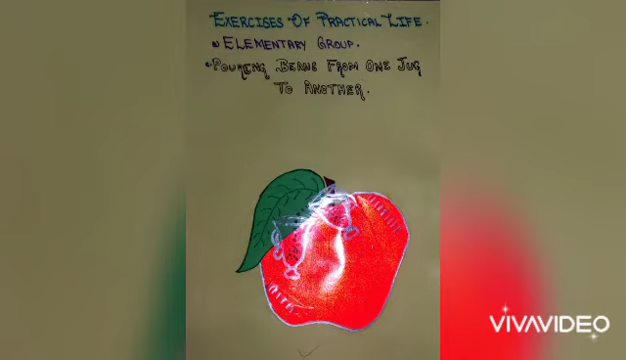 EXERCISES OF PRACTICAL LIFE.
ELEMENTARY GROUP.
POURING BEANS FROM ONE JUG
TO ANOTHER.
VIVAVIDEO